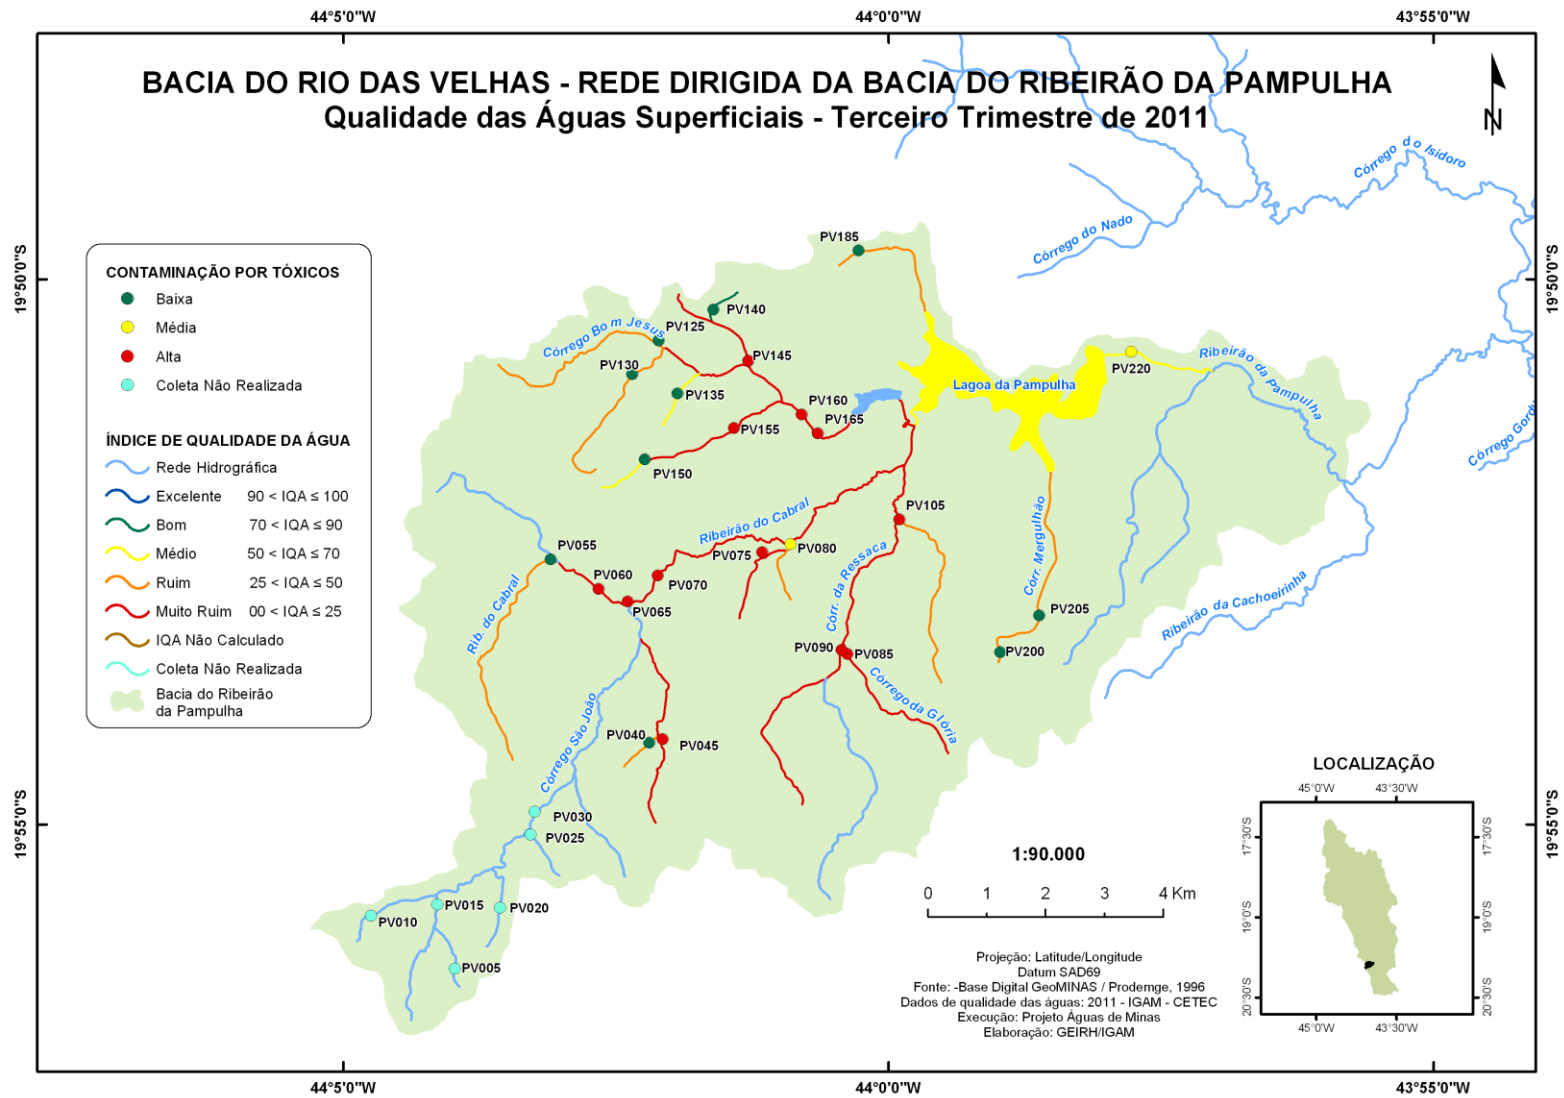 44°5'0"W
44°0'0"W
43°55'0"W
BACIA DO RIO DAS VELHAS - REDE DIRIGIDA DA BACIA DO RIBEIRÃO DA PAMPULHA
Qualidade das Águas Superficiais - Terceiro Trimestre de 2011
N
Córrego do Isidoro
Córrego do Nado
19°50'0"S
19°50'0"S
CONTAMINAÇÃO POR TÓXICOS
Baixa
Média
Alta
Coleta Não Realizada
ÍNDICE DE QUALIDADE DA ÁGUA
Rede Hidrográfica
Excelente 90 < IQA ≤ 100
Bom 70 < IQA ≤ 90
Médio 50 < IQA ≤ 70
Ruim 25 < IQA ≤ 50
Muito Ruim 00 < IQA ≤ 25
IQA Não Calculado
Coleta Não Realizada
Bacia do Ribeirão
da Pampulha
PV185
PV140
Córrego Bom Jesus
PV125
PV145
PV130
PV135
PV160
PV165
PV155
PV150
Lagoa da Pampulha
PV220
Ribeirão da Pampulha
Córrego Gordu
Ribeirão do Cabral
PV105
PV055
PV075
PV080
PV060
PV070
PV065
Rib. do Cabral
Corr. da Ressaca
Córr. Mergulhão
Ribeirão da Cachoeirinha
PV205
PV200
PV090
PV085
Córrego da Glória
Córrego São João
PV040
PV045
PV030
PV025
PV015
PV020
PV010
PV005
19°55'0"S
19°55'0"S
1:90.000
0 1 2 3 4 Km
Projeção: Latitude/Longitude
Datum SAD69
Fonte: -Base Digital GeoMINAS / Prodemge, 1996
Dados de qualidade das águas: 2011 - IGAM - CETEC
Execução: Projeto Águas de Minas
Elaboração: GEIRH/IGAM
LOCALIZAÇÃO
45°0'W
43°30'W
17°30'S
17°30'S
19°0'S
19°0'S
20°30'S
20°30'S
45°0'W
43°30'W
44°5'0"W
44°0'0"W
43°55'0"W